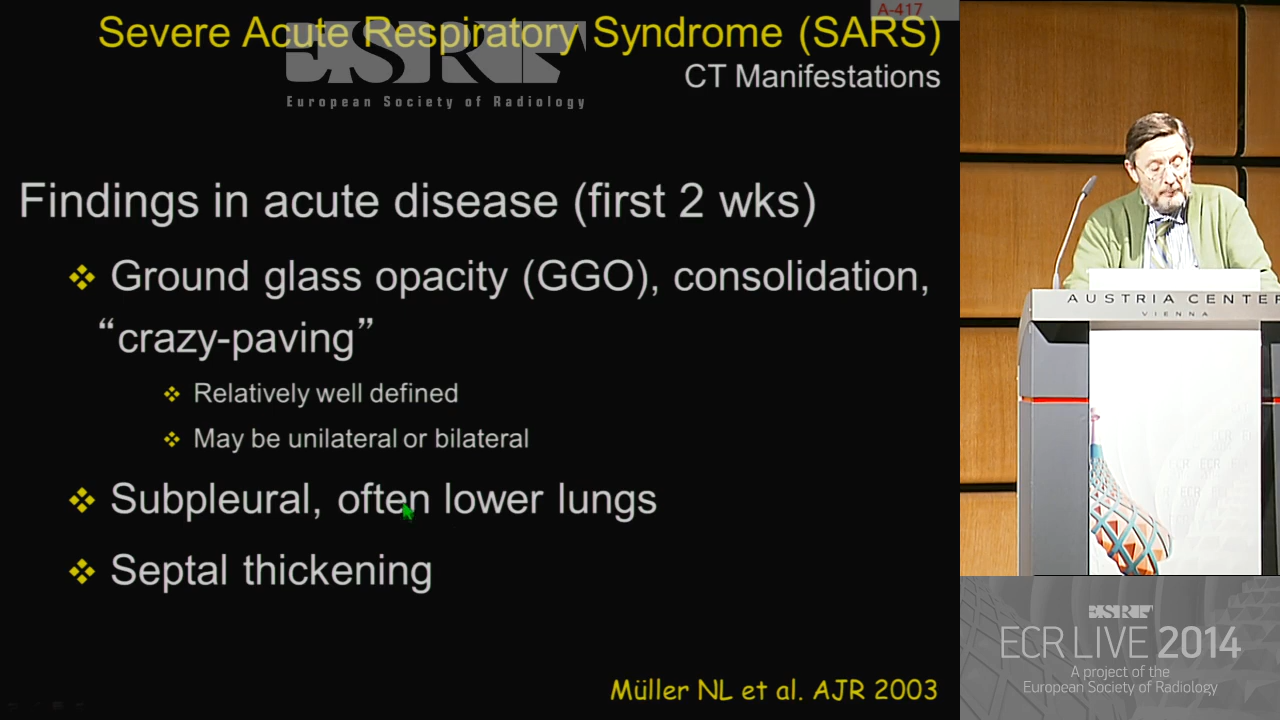 A-417
Severe Acute Respiratory Syndrome (SARS)
European Society of Radiology
CT Manifestations
Findings in acute disease (first 2 wks)
Ground glass opacity (GGO), consolidation,
“crazy-paving”
Relatively well defined
May be unilateral or bilateral
Subpleural, often lower lungs
Septal thickening
Müller NL et al. AJR 2003
AUSTRIA CENTER
VIENNA
ECR LIVE 2014
A project of the
European Society of Radiology